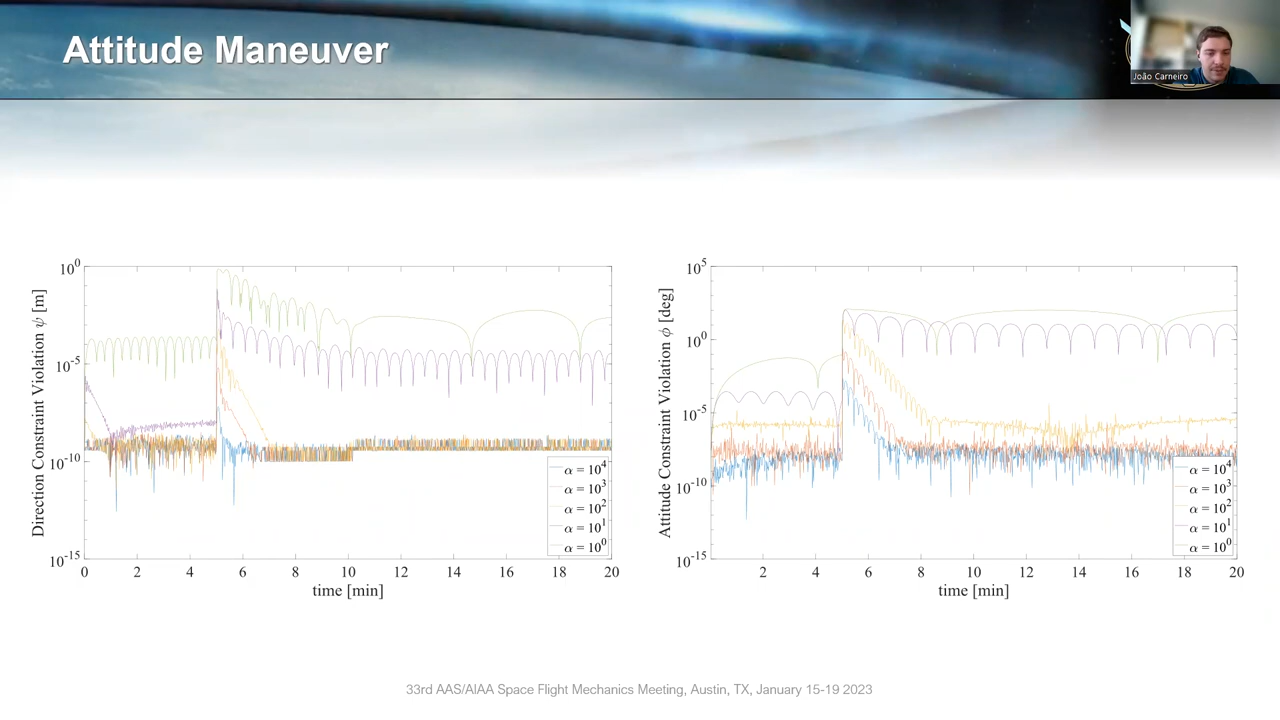 Attitude Maneuver
João Carneiro
Direction Constraint Violation ψ [m]
10^0
10^-5
10^-10
10^-15
0 2 4 6 8 10 12 14 16 18 20
time [min]
α = 10^4
α = 10^3
α = 10^2
α = 10^1
α = 10^0
Attitude Constraint Violation ϕ [deg]
10^5
10^0
10^-5
10^-10
10^-15
2 4 6 8 10 12 14 16 18 20
time [min]
α = 10^4
α = 10^3
α = 10^2
α = 10^1
α = 10^0
33rd AAS/AIAA Space Flight Mechanics Meeting, Austin, TX, January 15-19 2023